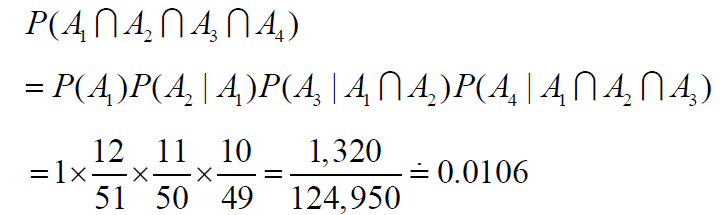 P(A₁ ∩ A₂ ∩ A₃ ∩ A₄)
= P(A₁)P(A₂ | A₁)P(A₃ | A₁ ∩ A₂)P(A₄ | A₁ ∩ A₂ ∩ A₃)
= 1 × 12/51 × 11/50 × 10/49 = 1,320/124,950 ≐ 0.0106